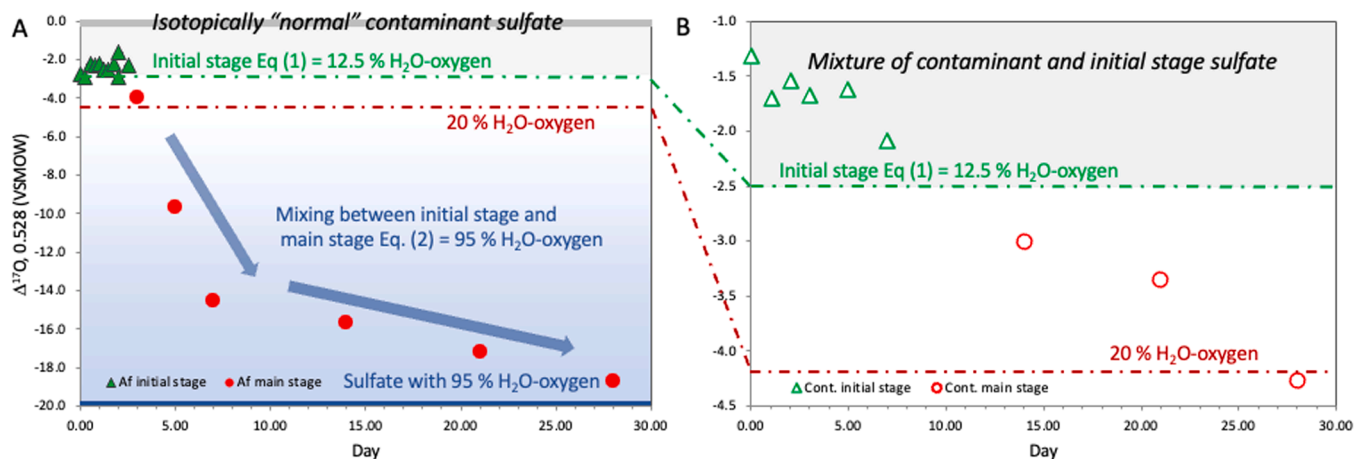 A
Isotopically “normal” contaminant sulfate
Initial stage Eq (1) = 12.5 % H₂O-oxygen
20 % H₂O-oxygen
Mixing between initial stage and
main stage Eq. (2) = 95 % H₂O-oxygen
Af initial stage
Af main stage
Sulfate with 95 % H₂O-oxygen
Δ¹⁷O, 0.528 (VSMOW)
0.0
-2.0
-4.0
-6.0
-8.0
-10.0
-12.0
-14.0
-16.0
-18.0
-20.0
0.00 5.00 10.00 15.00 20.00 25.00 30.00
Day
B
Mixture of contaminant and initial stage sulfate
Initial stage Eq (1) = 12.5 % H₂O-oxygen
20 % H₂O-oxygen
Cont. initial stage
Cont. main stage
-1.0
-1.5
-2.0
-2.5
-3.0
-3.5
-4.0
-4.5
0.00 5.00 10.00 15.00 20.00 25.00 30.00
Day